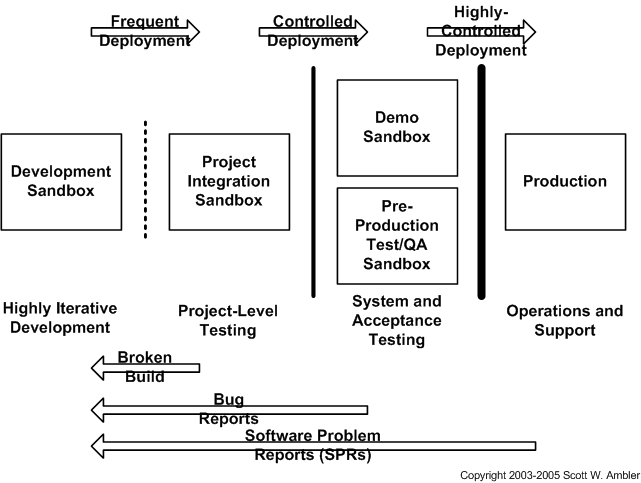 Frequent
Deployment
Controlled
Deployment
Highly-
Controlled
Deployment
Development
Sandbox
Project
Integration
Sandbox
Demo
Sandbox
Pre-
Production
Test/QA
Sandbox
Production
Highly Iterative
Development
Project-Level
Testing
System and
Acceptance
Testing
Operations and
Support
Broken
Build
Bug
Reports
Software Problem
Reports (SPRs)
Copyright 2003-2005 Scott W. Ambler